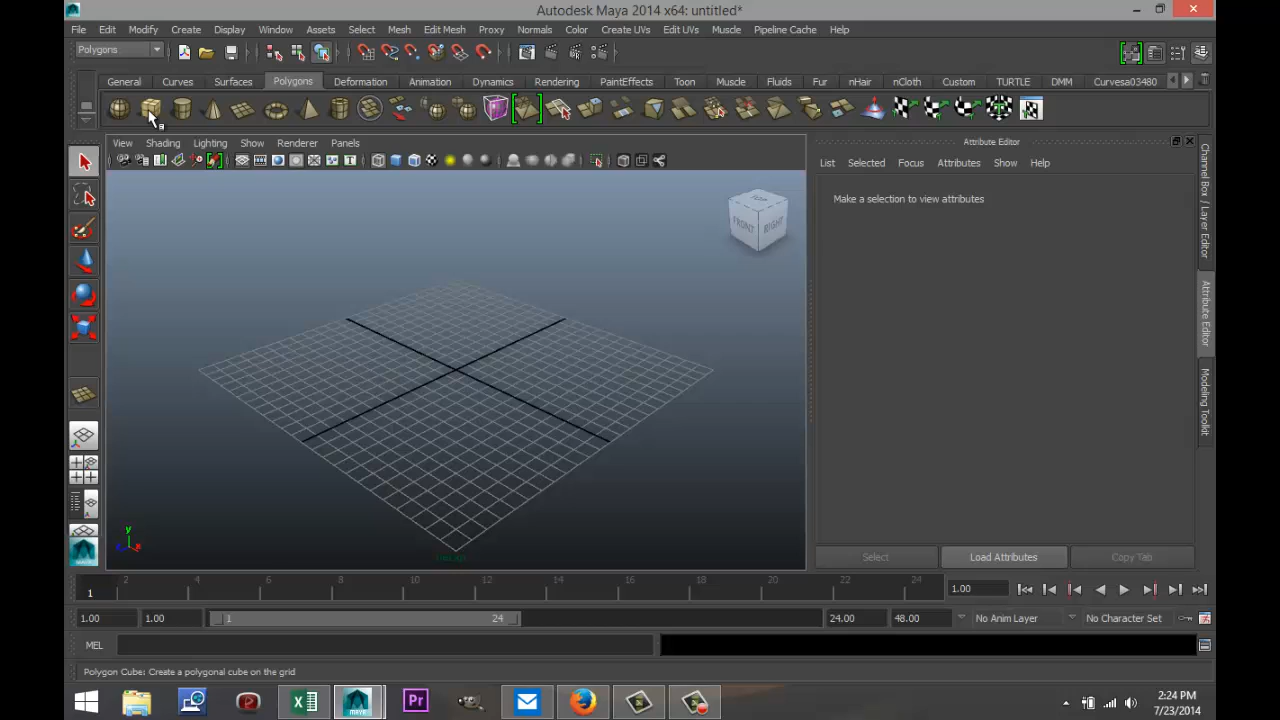 Autodesk Maya 2014 x64: untitled*
File Edit Modify Create Display Window Assets Select Mesh Edit Mesh Proxy Normals Color Create UVs Edit UVs Muscle Pipeline Cache Help
Polygons
General Curves Surfaces Polygons Deformation Animation Dynamics Rendering PaintEffects Toon Muscle Fluids Fur nHair nCloth Custom TURTLE DMM Curvesa03480
View Shading Lighting Show Renderer Panels
Attribute Editor
List Selected Focus Attributes Show Help
Make a selection to view attributes
TOP
FRONT RIGHT
Channel Box / Layer Editor
Attribute Editor
Modeling Toolkit
y
x
Select Load Attributes Copy Tab
2 4 6 8 10 12 14 16 18 20 22 24
1 1.00
1.00 1.00 1 24 24.00 48.00 No Anim Layer No Character Set
MEL
Polygon Cube: Create a polygonal cube on the grid
Pr
2:24 PM
7/23/2014